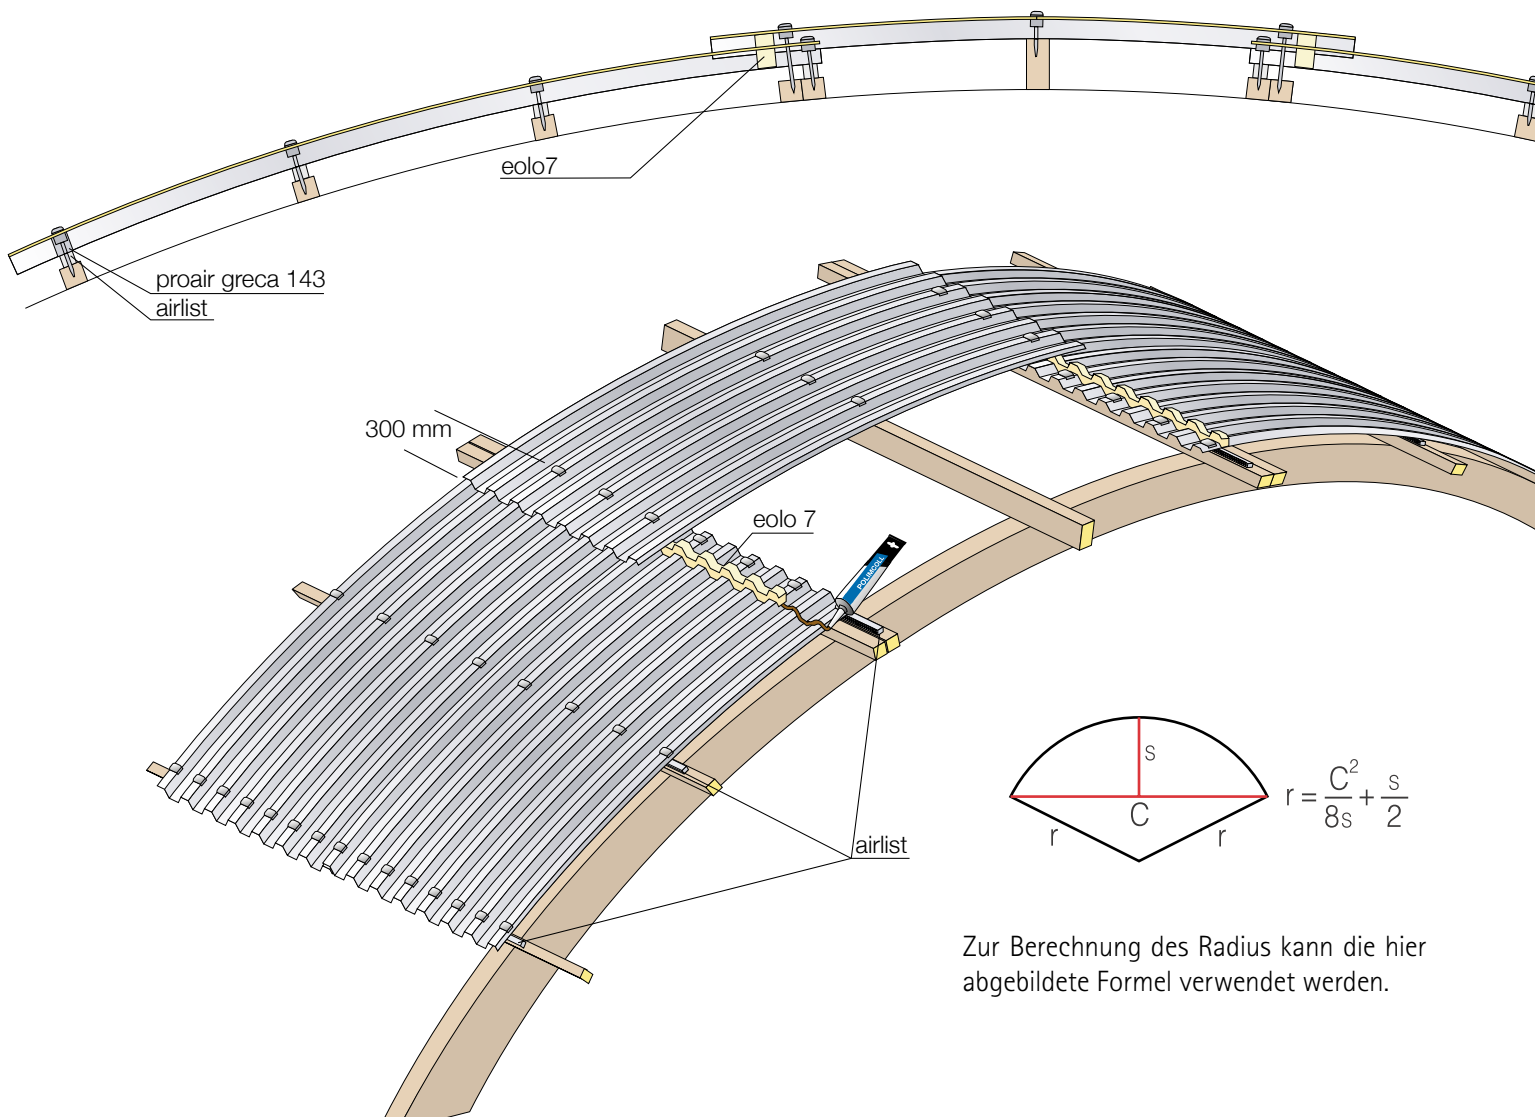 eolo7
proair greca 143
airlist
300 mm
eolo 7
POLIMCOLL
airlist
s
C
r
r
r = C²/8s + s/2
Zur Berechnung des Radius kann die hier
abgebildete Formel verwendet werden.